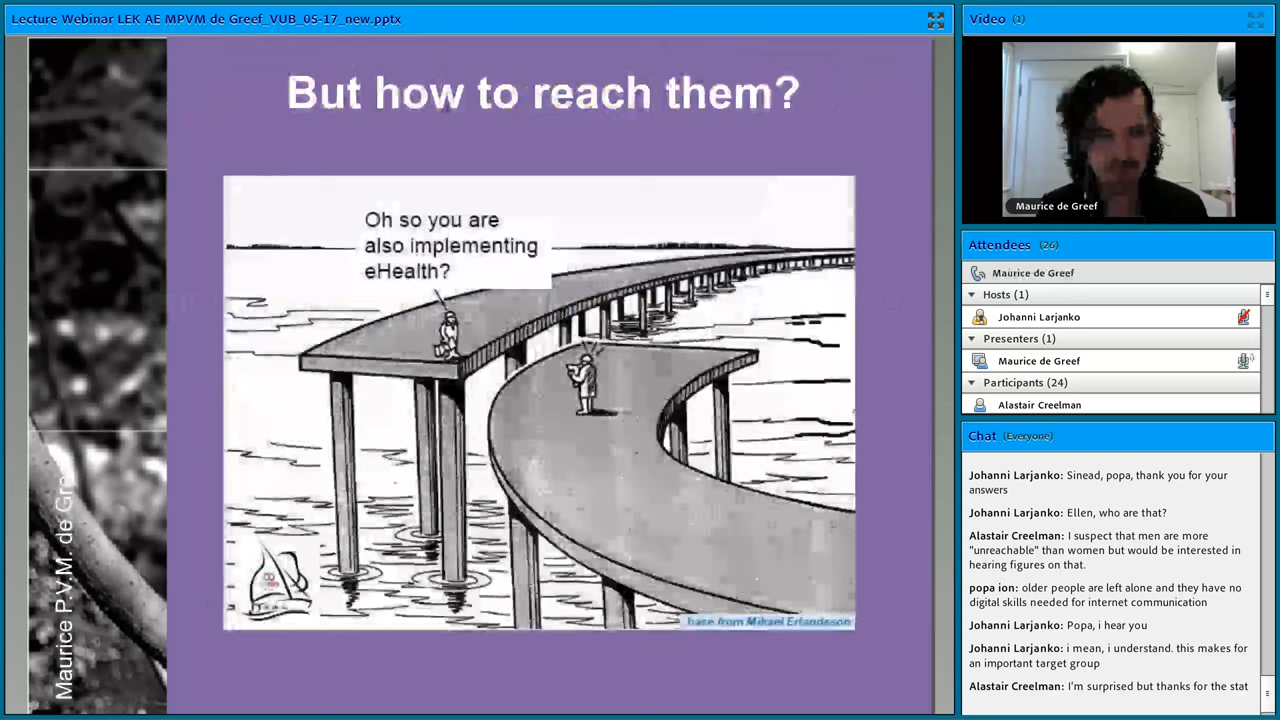 Lecture Webinar LEK AE MPVM de Greef_VUB_05-17_new.pptx
But how to reach them?
Oh so you are
also implementing
eHealth?
base from Mikael Erlandsson
Maurice P.V.M. de Gre
Video (1)
Maurice de Greef
Attendees (26)
Maurice de Greef
Hosts (1)
Johanni Larjanko
Presenters (1)
Maurice de Greef
Participants (24)
Alastair Creelman
Chat (Everyone)
Johanni Larjanko: Sinead, popa, thank you for your
answers
Johanni Larjanko: Ellen, who are that?
Alastair Creelman: I suspect that men are more
"unreachable" than women but would be interested in
hearing figures on that.
popa ion: older people are left alone and they have no
digital skills needed for internet communication
Johanni Larjanko: Popa, i hear you
Johanni Larjanko: i mean, i understand. this makes for
an important target group
Alastair Creelman: I'm surprised but thanks for the stat